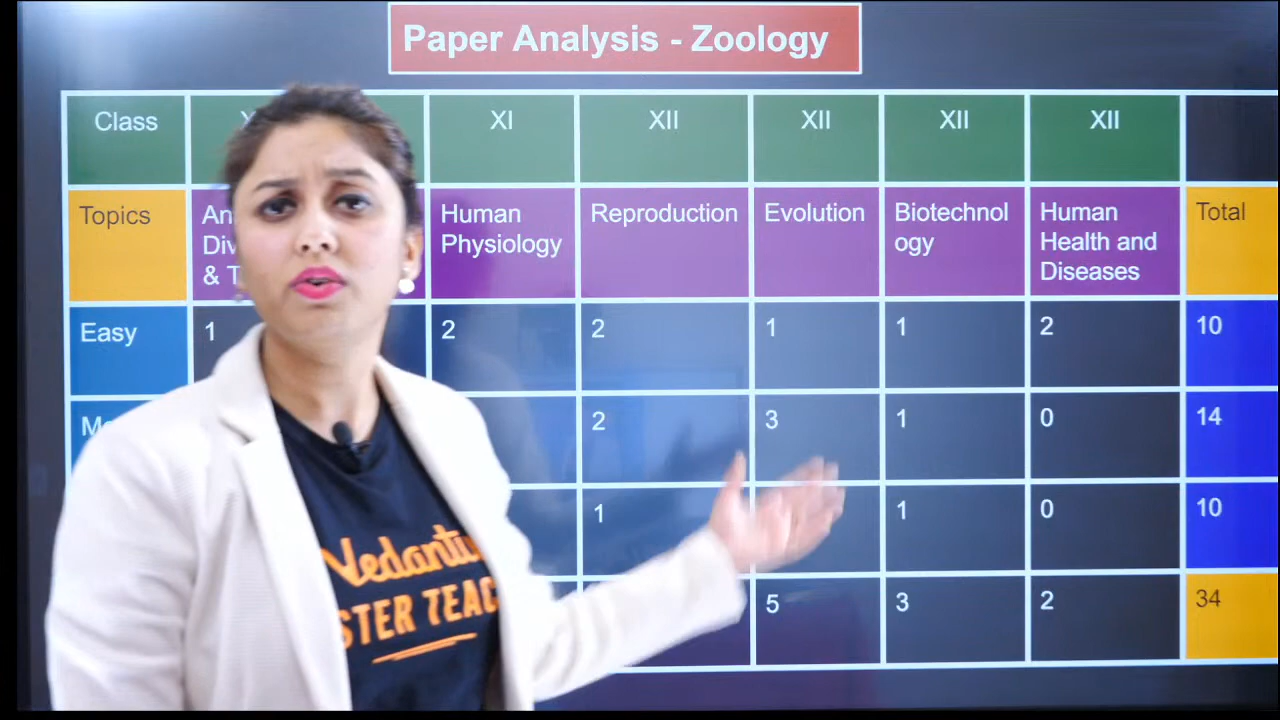 Paper Analysis - Zoology
Class XI XII XII XII XII
Topics Human Physiology Reproduction Evolution Biotechnol ogy Human Health and Diseases Total
& T
Easy 1 2 2 1 1 2 10
2 3 1 0 14
1 1 0 10
5 3 2 34
Vedantu
TEAC